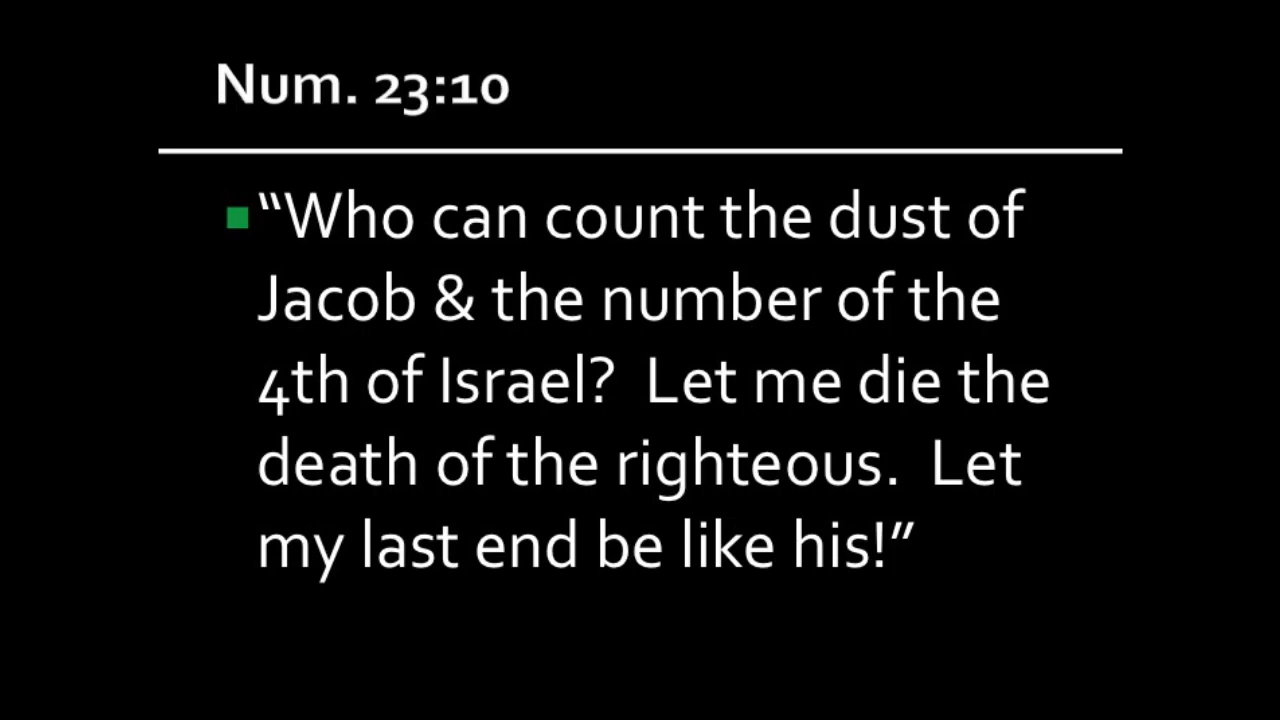 Num. 23:10
“Who can count the dust of
Jacob & the number of the
4th of Israel?  Let me die the
death of the righteous.  Let
my last end be like his!”